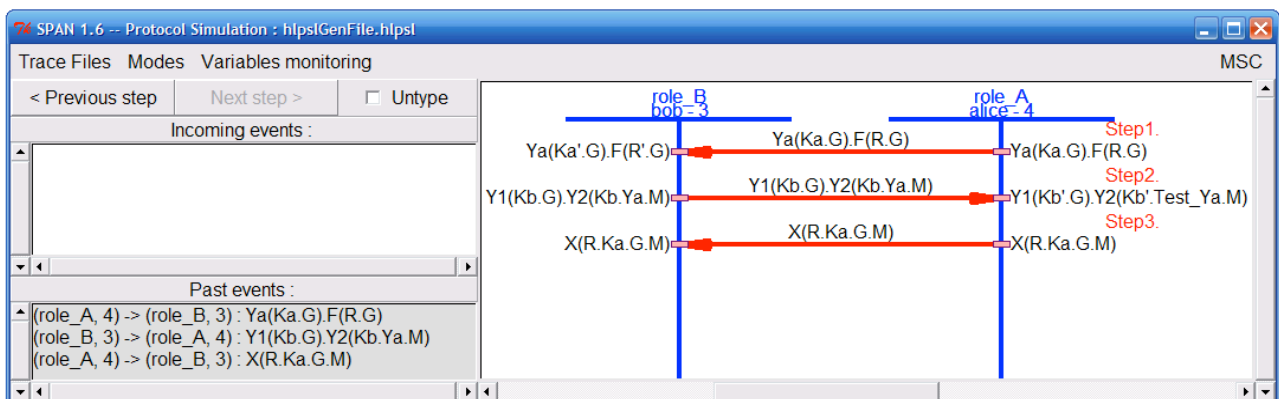 SPAN 1.6 -- Protocol Simulation : hlpslGenFile.hlpsl
Trace Files Modes Variables monitoring MSC
< Previous step Next step > Untype
Incoming events :
Past events :
(role_A, 4) -> (role_B, 3) : Ya(Ka.G).F(R.G)
(role_B, 3) -> (role_A, 4) : Y1(Kb.G).Y2(Kb.Ya.M)
(role_A, 4) -> (role_B, 3) : X(R.Ka.G.M)
role_B
bob - 3
role_A
alice - 4
Step1.
Ya(Ka'.G).F(R'.G) Ya(Ka.G).F(R.G) Ya(Ka.G).F(R.G)
Step2.
Y1(Kb.G).Y2(Kb.Ya.M) Y1(Kb.G).Y2(Kb.Ya.M) Y1(Kb'.G).Y2(Kb'.Test_Ya.M)
Step3.
X(R.Ka.G.M) X(R.Ka.G.M) X(R.Ka.G.M)